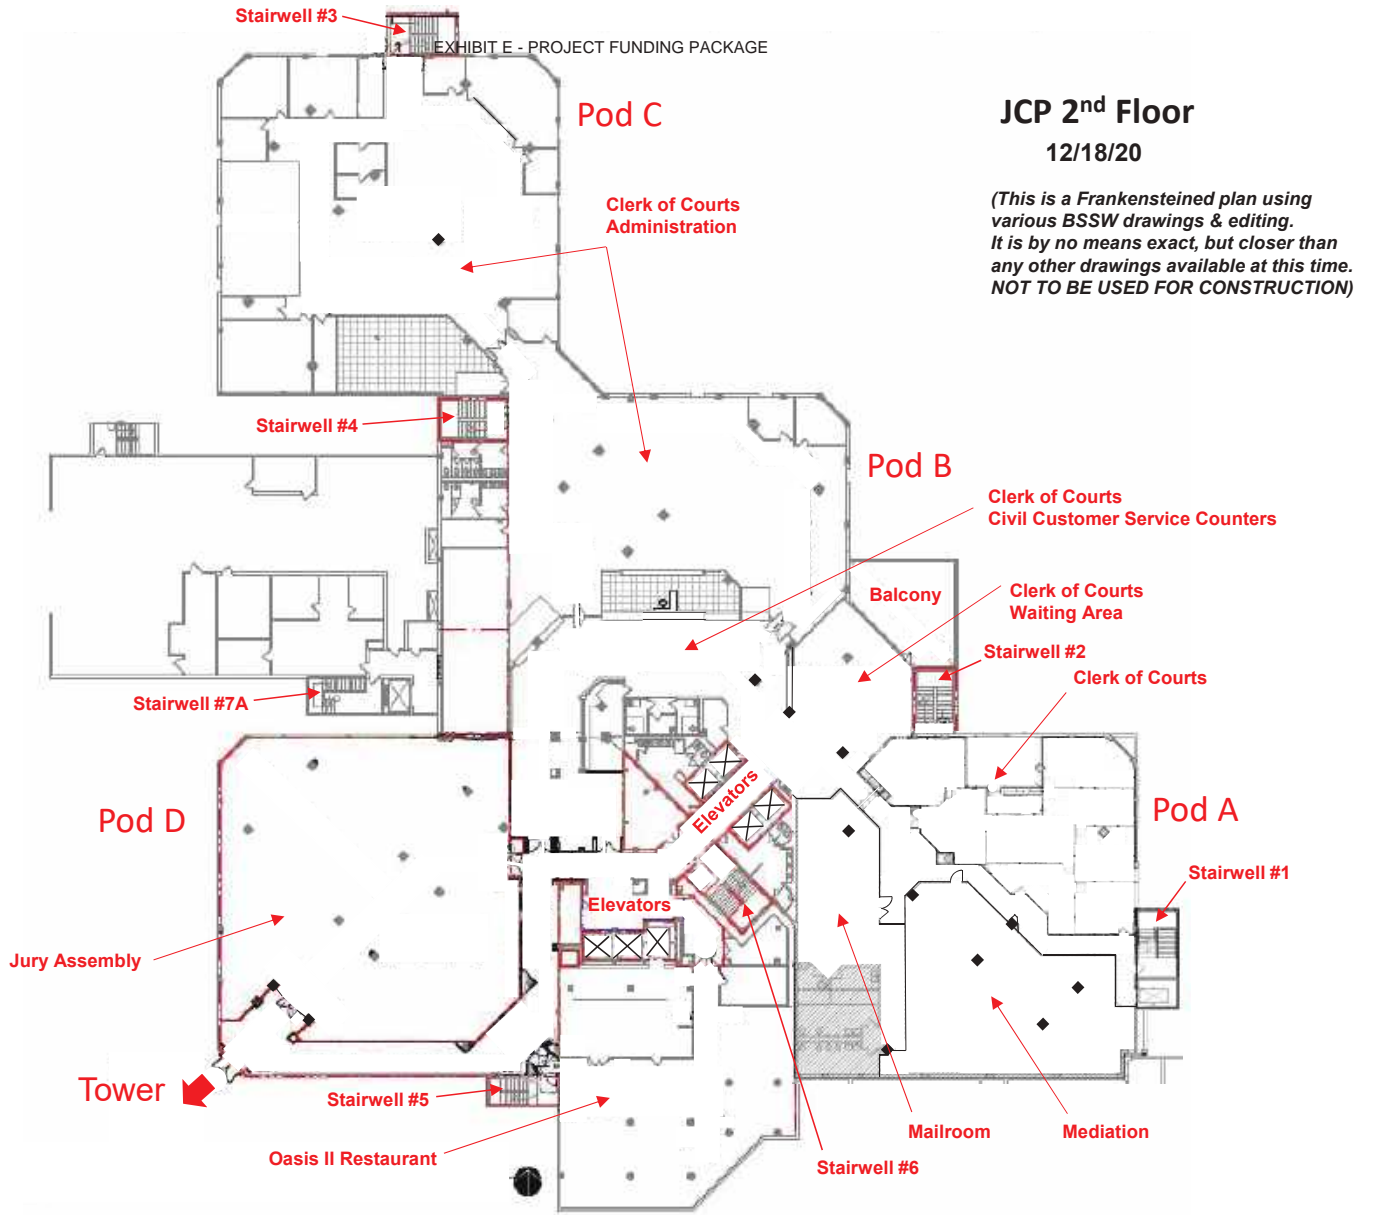 Stairwell #3
EXHIBIT E - PROJECT FUNDING PACKAGE
Pod C
JCP 2nd Floor
12/18/20
(This is a Frankensteined plan using
various BSSW drawings & editing.
It is by no means exact, but closer than
any other drawings available at this time.
NOT TO BE USED FOR CONSTRUCTION)
Clerk of Courts
Administration
Stairwell #4
Pod B
Clerk of Courts
Civil Customer Service Counters
Balcony
Clerk of Courts
Waiting Area
Stairwell #2
Clerk of Courts
Stairwell #7A
Pod D
Elevators
Pod A
Stairwell #1
Elevators
Jury Assembly
Tower
Stairwell #5
Oasis II Restaurant
Mailroom
Mediation
Stairwell #6